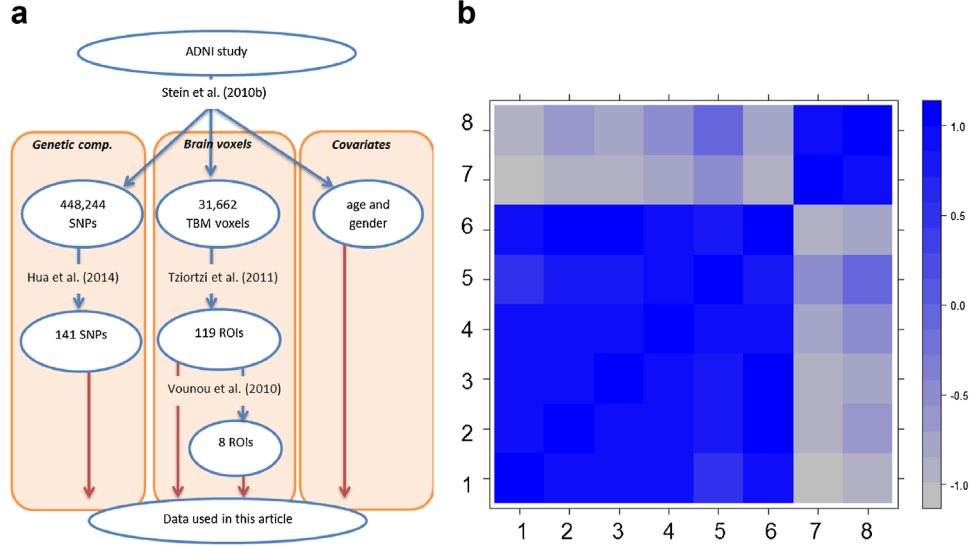 a
ADNI study
Stein et al. (2010b)
Genetic comp.
Brain voxels
Covariates
448,244
SNPs
31,662
TBM voxels
age and
gender
Hua et al. (2014)
Tziortzi et al. (2011)
141 SNPs
119 ROIs
Vounou et al. (2010)
8 ROIs
Data used in this article
b
8
7
6
5
4
3
2
1
1 2 3 4 5 6 7 8
1.0
0.5
0.0
-0.5
-1.0